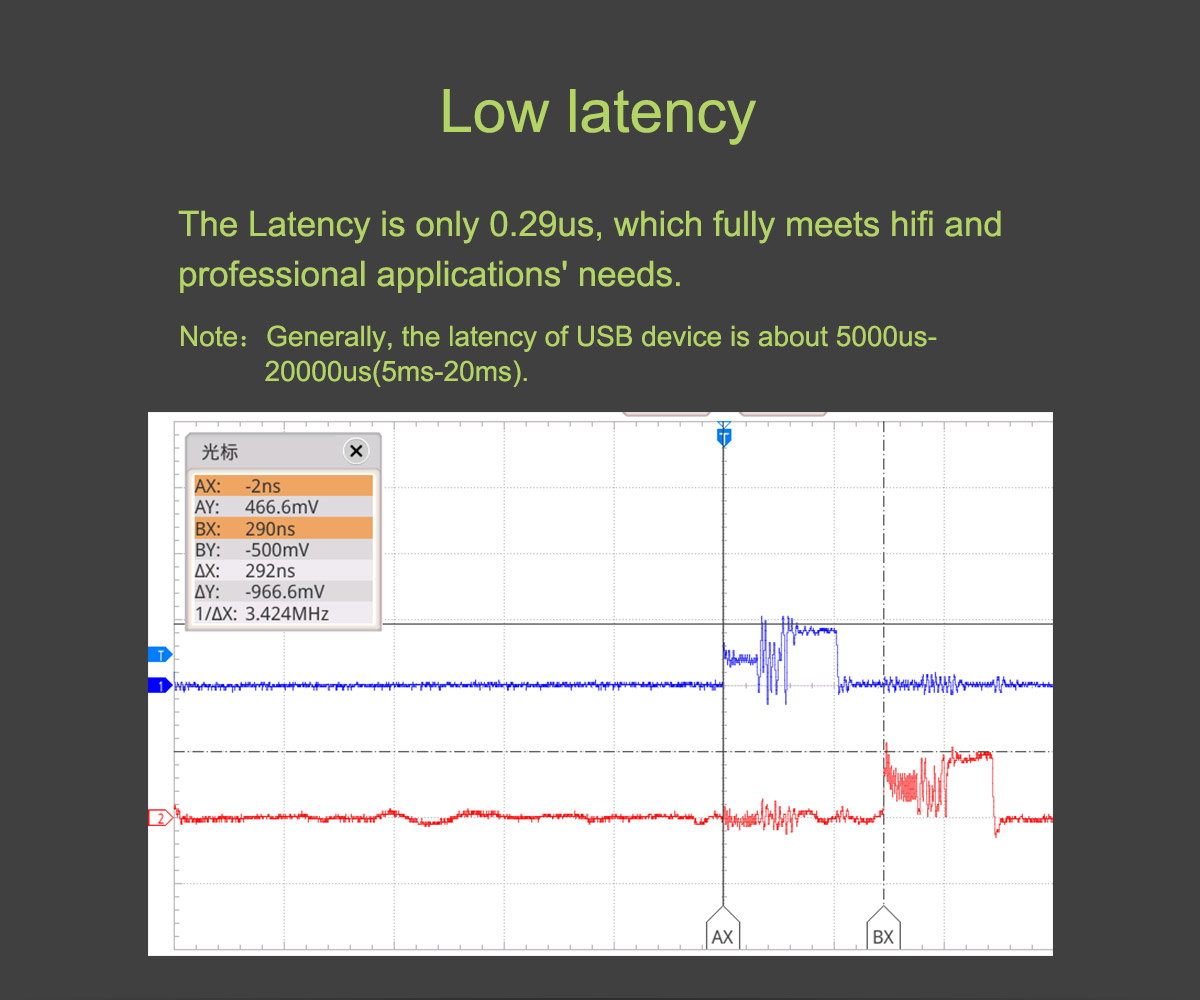 Low latency
The Latency is only 0.29us, which fully meets hifi and
professional applications' needs.
Note：Generally, the latency of USB device is about 5000us-
20000us(5ms-20ms).
光标
AX: -2ns
AY: 466.6mV
BX: 290ns
BY: -500mV
ΔX: 292ns
ΔY: -966.6mV
1/ΔX: 3.424MHz
T
T
1
2
AX
BX